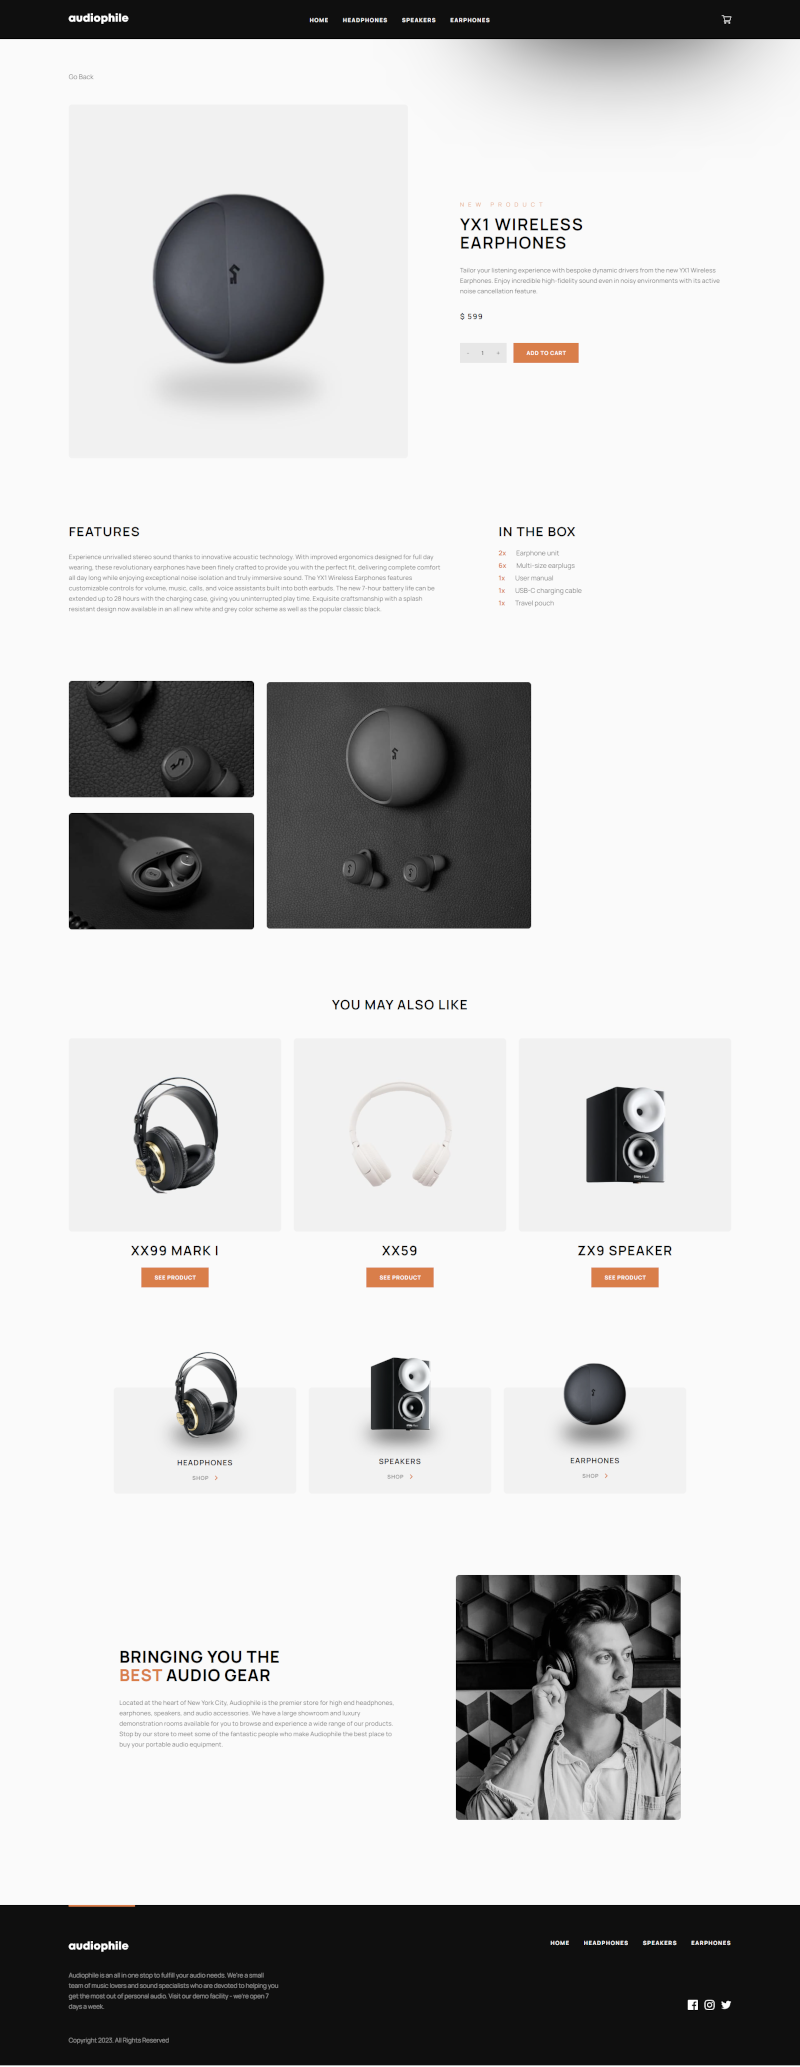 audiophile
HOME HEADPHONES SPEAKERS EARPHONES
Go Back
NEW PRODUCT
YX1 WIRELESS
EARPHONES
Tailor your listening experience with bespoke dynamic drivers from the new YX1 Wireless
Earphones. Enjoy incredible high-fidelity sound even in noisy environments with its active
noise cancellation feature.
$ 599
- 1 +
ADD TO CART
FEATURES
Experience unrivalled stereo sound thanks to innovative acoustic technology. With improved ergonomics designed for full day
wearing, these revolutionary earphones have been finely crafted to provide you with the perfect fit, delivering complete comfort
all day long while enjoying exceptional noise isolation and truly immersive sound. The YX1 Wireless Earphones features
customizable controls for volume, music, calls, and voice assistants built into both earbuds. The new 7-hour battery life can be
extended up to 28 hours with the charging case, giving you uninterrupted play time. Exquisite craftsmanship with a splash
resistant design now available in an all new white and grey color scheme as well as the popular classic black.
IN THE BOX
2x Earphone unit
6x Multi-size earplugs
1x User manual
1x USB-C charging cable
1x Travel pouch
YOU MAY ALSO LIKE
XX99 MARK I
SEE PRODUCT
XX59
SEE PRODUCT
ZX9 SPEAKER
SEE PRODUCT
HEADPHONES
SHOP
SPEAKERS
SHOP
EARPHONES
SHOP
BRINGING YOU THE
BEST AUDIO GEAR
Located at the heart of New York City, Audiophile is the premier store for high end headphones,
earphones, speakers, and audio accessories. We have a large showroom and luxury
demonstration rooms available for you to browse and experience a wide range of our products.
Stop by our store to meet some of the fantastic people who make Audiophile the best place to
buy your portable audio equipment.
audiophile
HOME HEADPHONES SPEAKERS EARPHONES
Audiophile is an all in one stop to fulfill your audio needs. We're a small
team of music lovers and sound specialists who are devoted to helping you
get the most out of personal audio. Visit our demo facility - we're open 7
days a week.
Copyright 2023. All Rights Reserved